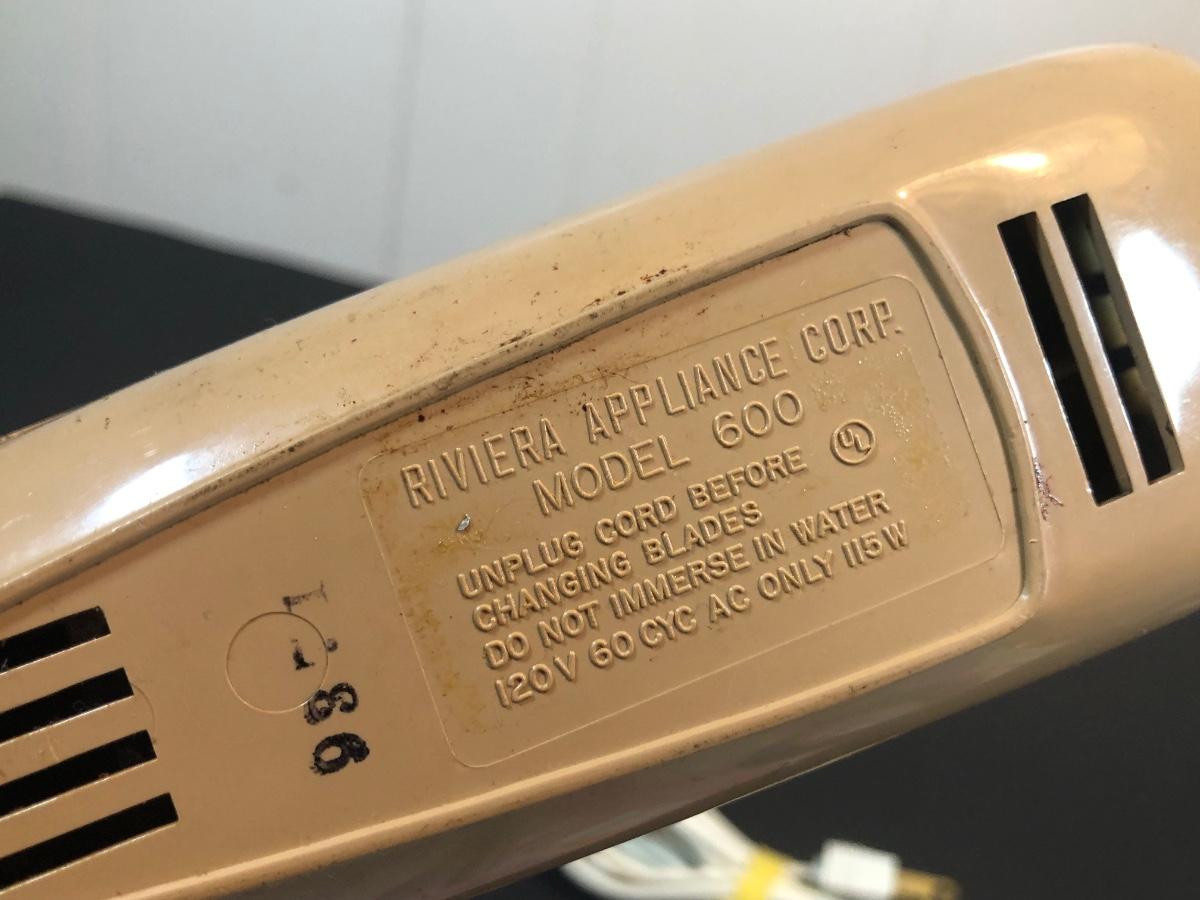 RIVIERA APPLIANCE CORP.
MODEL 600
UL
UNPLUG CORD BEFORE
CHANGING BLADES
DO NOT IMMERSE IN WATER
120V 60 CYC AC ONLY 115W